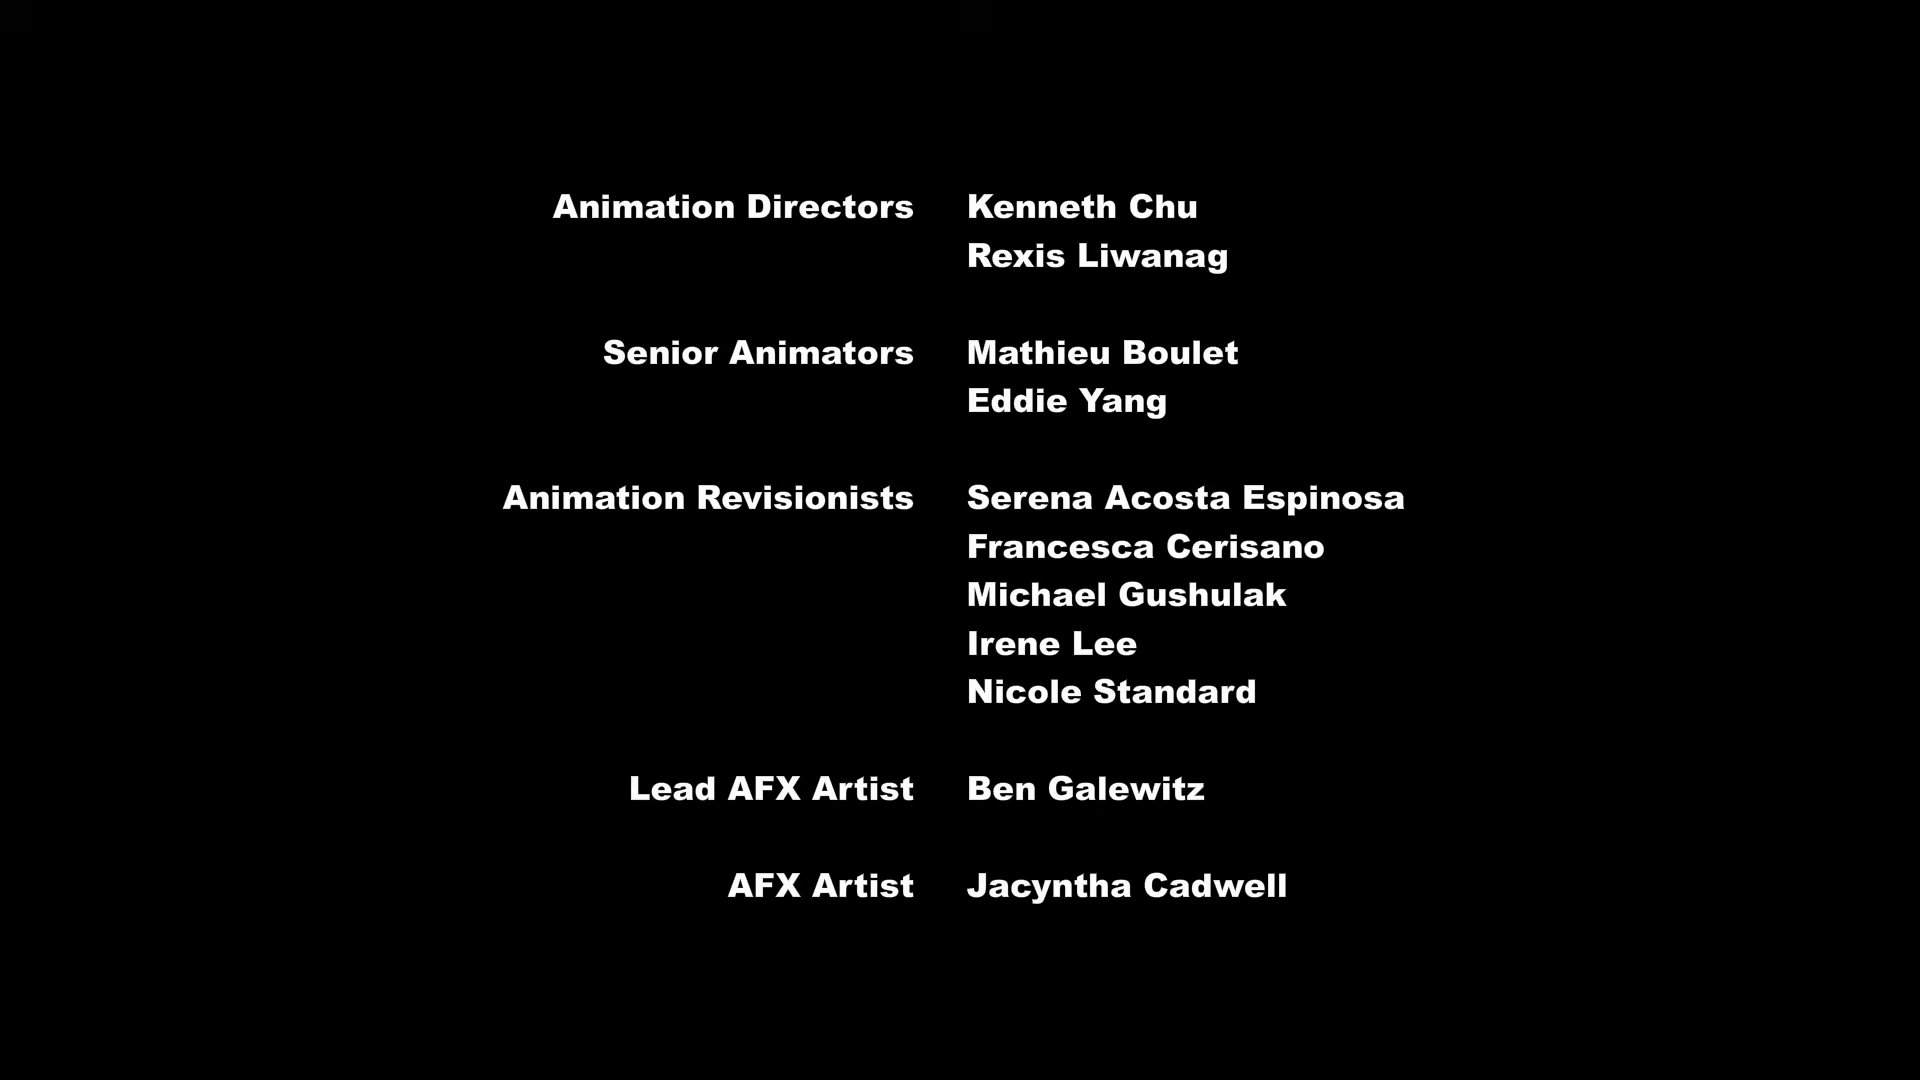 Animation Directors Kenneth Chu
Rexis Liwanag
Senior Animators Mathieu Boulet
Eddie Yang
Animation Revisionists Serena Acosta Espinosa
Francesca Cerisano
Michael Gushulak
Irene Lee
Nicole Standard
Lead AFX Artist Ben Galewitz
AFX Artist Jacyntha Cadwell